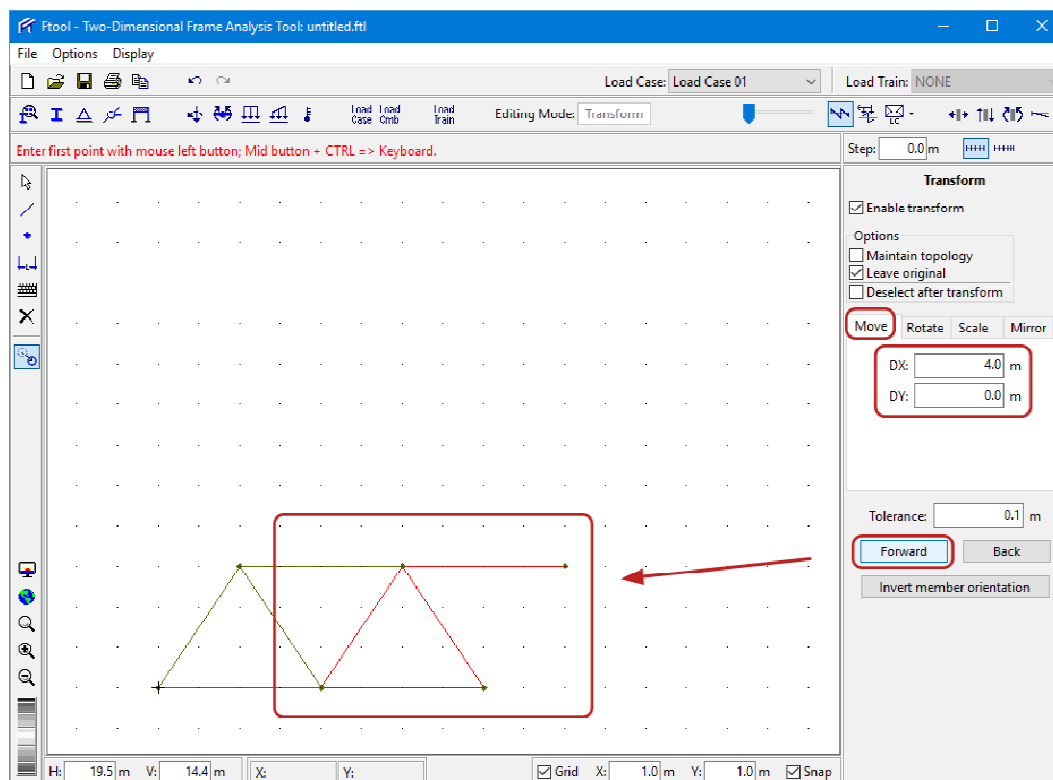 Ftool - Two-Dimensional Frame Analysis Tool: untitled.ftl
File Options Display
Load Case: Load Case 01 Load Train: NONE
Load Case Load Cmb Load Train Editing Mode: Transform LC
Enter first point with mouse left button; Mid button + CTRL => Keyboard. Step: 0.0 m
Transform
Enable transform
Options
Maintain topology
Leave original
Deselect after transform
Move Rotate Scale Mirror
DX: 4.0 m
DY: 0.0 m
Tolerance: 0.1 m
Forward Back
Invert member orientation
H: 19.5 m V: 14.4 m X: Y: Grid X: 1.0 m Y: 1.0 m Snap